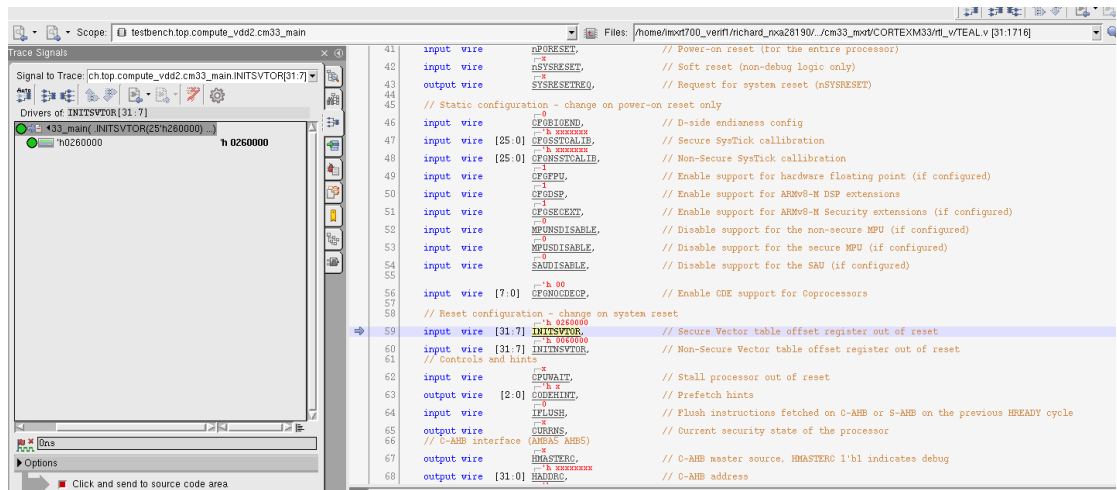 Scope: testbench.top.compute_vdd2.cm33_main
Files: /home/imxrt700_verif1/richard_nxa28190/.../cm33_mxrt/CORTEXM33/rtl_v/TEAL.v [31:1716]
Trace Signals
Signal to Trace: ch.top.compute_vdd2.cm33_main.INITSVTOR[31:7]
Drivers of: INITSVTOR[31:7]
33_main( .INITSVTOR(25'h260000) ...)
'h0260000 'h 0260000
0ns
Options
Click and send to source code area
x
41 input wire nPORESET, // Power-on reset (for the entire processor)
x
42 input wire nSYSRESET, // Soft reset (non-debug logic only)
x
43 output wire SYSRESETREQ, // Request for system reset (nSYSRESET)
44
45 // Static configuration - change on power-on reset only
0
46 input wire CFGBIGEND, // D-side endianess config
'h xxxxxxx
47 input wire [25:0] CFGSSTCALIB, // Secure SysTick callibration
'h xxxxxxx
48 input wire [25:0] CFGNSSTCALIB, // Non-Secure SysTick callibration
1
49 input wire CFGFPU, // Enable support for hardware floating point (if configured)
1
50 input wire CFGDSP, // Enable support for ARMv8-M DSP extensions
1
51 input wire CFGSECEXT, // Enable support for ARMv8-M Security extensions (if configured)
0
52 input wire MPUNSDISABLE, // Disable support for the non-secure MPU (if configured)
0
53 input wire MPUSDISABLE, // Disable support for the secure MPU (if configured)
0
54 input wire SAUDISABLE, // Disable support for the SAU (if configured)
55
'h 00
56 input wire [7:0] CFGNOCDECP, // Enable CDE support for Coprocessors
57
58 // Reset configuration - change on system reset
'h 0260000
59 input wire [31:7] INITSVTOR, // Secure Vector table offset register out of reset
'h 0060000
60 input wire [31:7] INITNSVTOR, // Non-Secure Vector table offset register out of reset
61 // Controls and hints
x
62 input wire CPUWAIT, // Stall processor out of reset
'h x
63 output wire [2:0] CODEHINT, // Prefetch hints
0
64 input wire IFLUSH, // Flush instructions fetched on C-AHB or S-AHB on the previous HREADY cycle
x
65 output wire CURRNS, // Current security state of the processor
66 // C-AHB interface (AMBA5 AHB5)
x
67 output wire HMASTERC, // C-AHB master source, HMASTERC 1'b1 indicates debug
'h xxxxxxxx
68 output wire [31:0] HADDRC, // C-AHB address